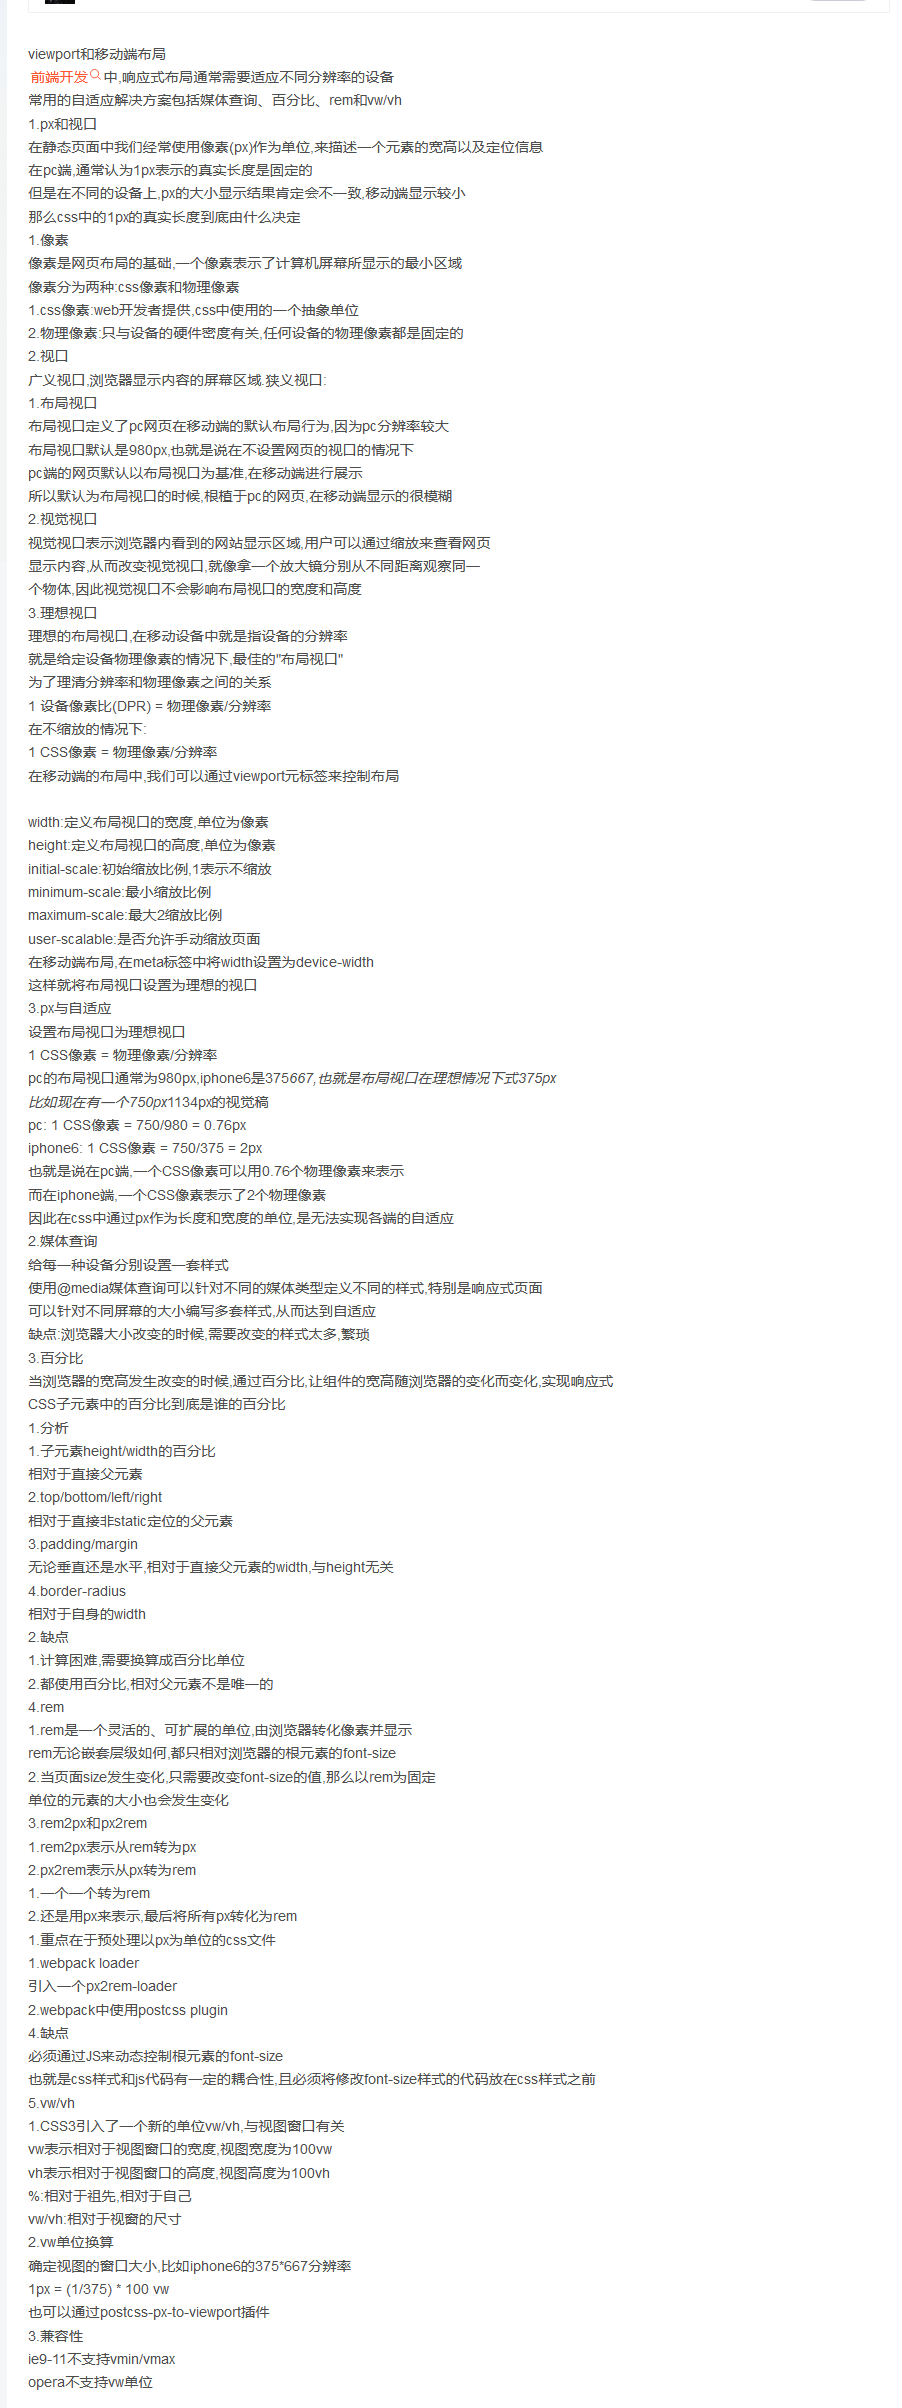 viewport和移动端布局
前端开发中,响应式布局通常需要适应不同分辨率的设备
常用的自适应解决方案包括媒体查询、百分比、rem和vw/vh
1.px和视口
在静态页面中我们经常使用像素(px)作为单位,来描述一个元素的宽高以及定位信息
在pc端,通常认为1px表示的真实长度是固定的
但是在不同的设备上,px的大小显示结果肯定会不一致,移动端显示较小
那么css中的1px的真实长度到底由什么决定
1.像素
像素是网页布局的基础,一个像素表示了计算机屏幕所显示的最小区域
像素分为两种:css像素和物理像素
1.css像素:web开发者提供,css中使用的一个抽象单位
2.物理像素:只与设备的硬件密度有关,任何设备的物理像素都是固定的
2.视口
广义视口,浏览器显示内容的屏幕区域.狭义视口:
1.布局视口
布局视口定义了pc网页在移动端的默认布局行为,因为pc分辨率较大
布局视口默认是980px,也就是说在不设置网页的视口的情况下
pc端的网页默认以布局视口为基准,在移动端进行展示
所以默认为布局视口的时候,根植于pc的网页,在移动端显示的很模糊
2.视觉视口
视觉视口表示浏览器内看到的网站显示区域,用户可以通过缩放来查看网页
显示内容,从而改变视觉视口,就像拿一个放大镜分别从不同距离观察同一
个物体,因此视觉视口不会影响布局视口的宽度和高度
3.理想视口
理想的布局视口,在移动设备中就是指设备的分辨率
就是给定设备物理像素的情况下,最佳的"布局视口"
为了理清分辨率和物理像素之间的关系
1 设备像素比(DPR) = 物理像素/分辨率
在不缩放的情况下:
1 CSS像素 = 物理像素/分辨率
在移动端的布局中,我们可以通过viewport元标签来控制布局
width:定义布局视口的宽度,单位为像素
height:定义布局视口的高度,单位为像素
initial-scale:初始缩放比例,1表示不缩放
minimum-scale:最小缩放比例
maximum-scale:最大2缩放比例
user-scalable:是否允许手动缩放页面
在移动端布局,在meta标签中将width设置为device-width
这样就将布局视口设置为理想的视口
3.px与自适应
设置布局视口为理想视口
1 CSS像素 = 物理像素/分辨率
pc的布局视口通常为980px,iphone6是375667,也就是布局视口在理想情况下式375px
比如现在有一个750px1134px的视觉稿
pc: 1 CSS像素 = 750/980 = 0.76px
iphone6: 1 CSS像素 = 750/375 = 2px
也就是说在pc端,一个CSS像素可以用0.76个物理像素来表示
而在iphone端,一个CSS像素表示了2个物理像素
因此在css中通过px作为长度和宽度的单位,是无法实现各端的自适应
2.媒体查询
给每一种设备分别设置一套样式
使用@media媒体查询可以针对不同的媒体类型定义不同的样式,特别是响应式页面
可以针对不同屏幕的大小编写多套样式,从而达到自适应
缺点:浏览器大小改变的时候,需要改变的样式太多,繁琐
3.百分比
当浏览器的宽高发生改变的时候,通过百分比,让组件的宽高随浏览器的变化而变化,实现响应式
CSS子元素中的百分比到底是谁的百分比
1.分析
1.子元素height/width的百分比
相对于直接父元素
2.top/bottom/left/right
相对于直接非static定位的父元素
3.padding/margin
无论垂直还是水平,相对于直接父元素的width,与height无关
4.border-radius
相对于自身的width
2.缺点
1.计算困难,需要换算成百分比单位
2.都使用百分比,相对父元素不是唯一的
4.rem
1.rem是一个灵活的、可扩展的单位,由浏览器转化像素并显示
rem无论嵌套层级如何,都只相对浏览器的根元素的font-size
2.当页面size发生变化,只需要改变font-size的值,那么以rem为固定
单位的元素的大小也会发生变化
3.rem2px和px2rem
1.rem2px表示从rem转为px
2.px2rem表示从px转为rem
1.一个一个转为rem
2.还是用px来表示,最后将所有px转化为rem
1.重点在于预处理以px为单位的css文件
1.webpack loader
引入一个px2rem-loader
2.webpack中使用postcss plugin
4.缺点
必须通过JS来动态控制根元素的font-size
也就是css样式和js代码有一定的耦合性,且必须将修改font-size样式的代码放在css样式之前
5.vw/vh
1.CSS3引入了一个新的单位vw/vh,与视图窗口有关
vw表示相对于视图窗口的宽度,视图宽度为100vw
vh表示相对于视图窗口的高度,视图高度为100vh
%:相对于祖先,相对于自己
vw/vh:相对于视窗的尺寸
2.vw单位换算
确定视图的窗口大小,比如iphone6的375*667分辨率
1px = (1/375) * 100 vw
也可以通过postcss-px-to-viewport插件
3.兼容性
ie9-11不支持vmin/vmax
opera不支持vw单位